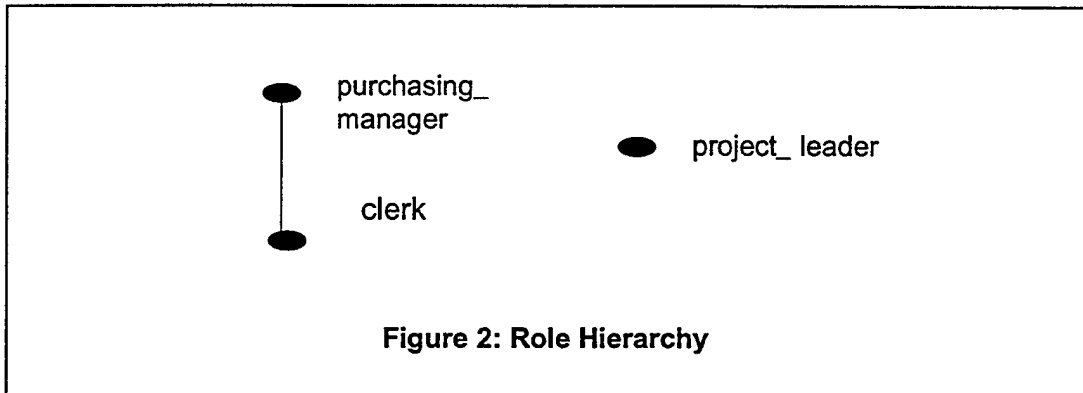 purchasing_
manager
project_ leader
clerk
Figure 2: Role Hierarchy